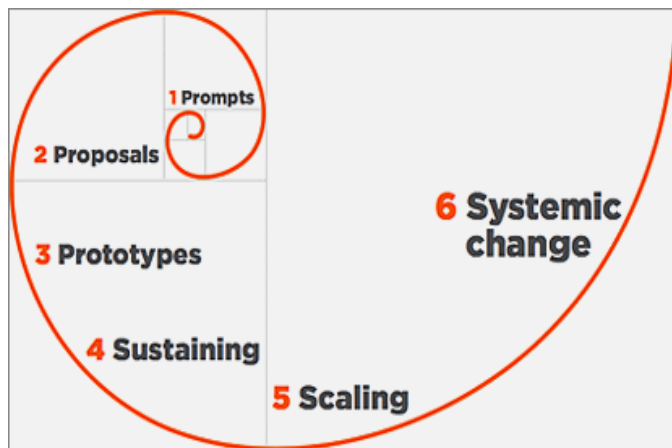 1 Prompts
2 Proposals
3 Prototypes
4 Sustaining
5 Scaling
6 Systemic
change